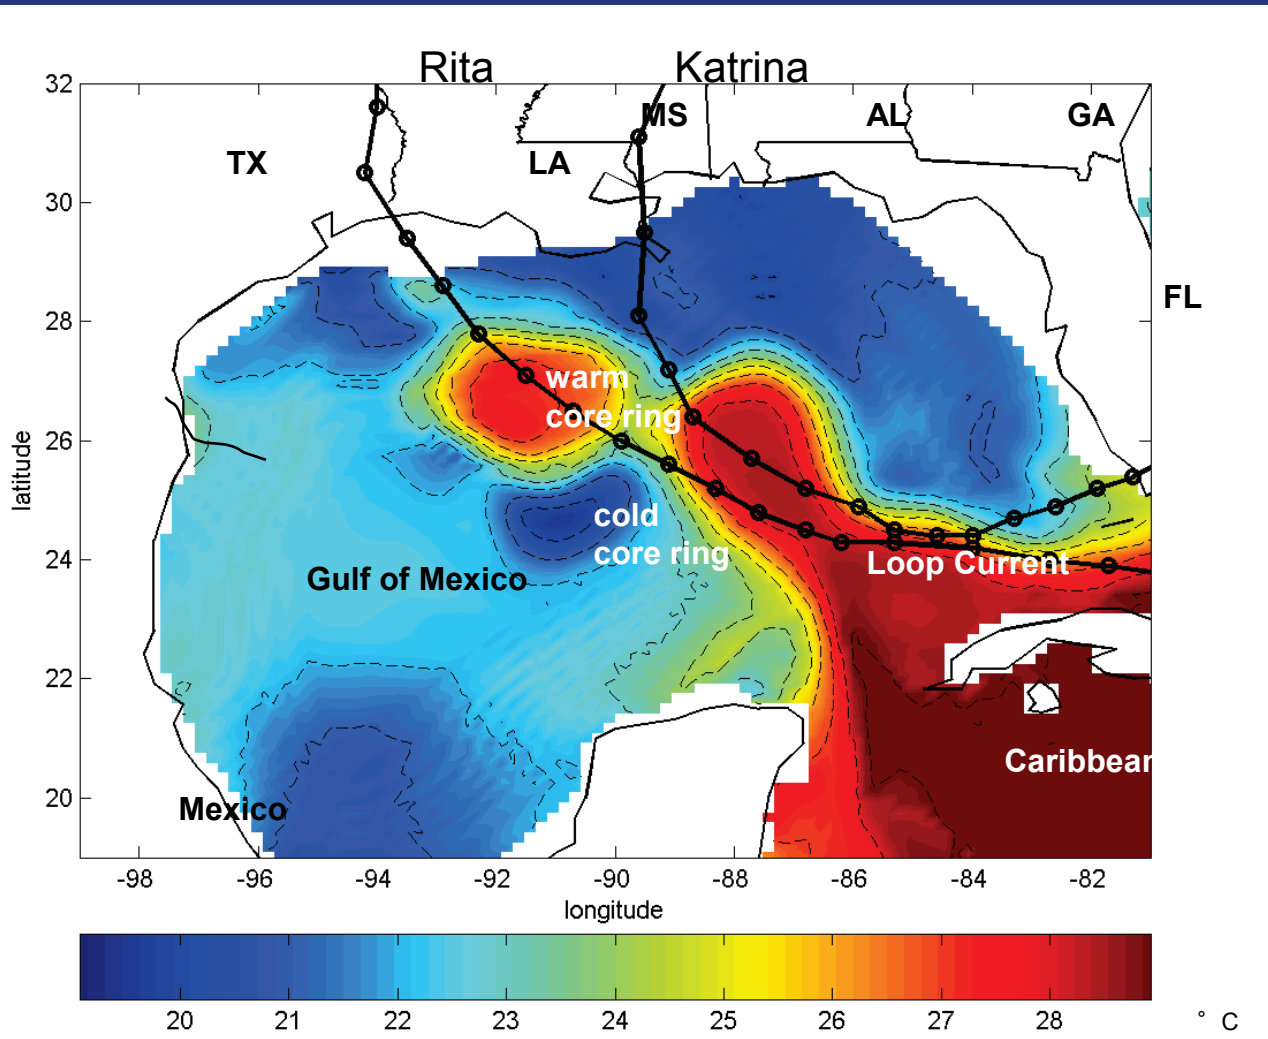 Rita Katrina
32
MS AL GA
TX LA
30
FL
28
warm
core ring
26
latitude
cold
core ring
24
Loop Current
Gulf of Mexico
22
Caribbean
20
Mexico
-98 -96 -94 -92 -90 -88 -86 -84 -82
longitude
20 21 22 23 24 25 26 27 28 ° C